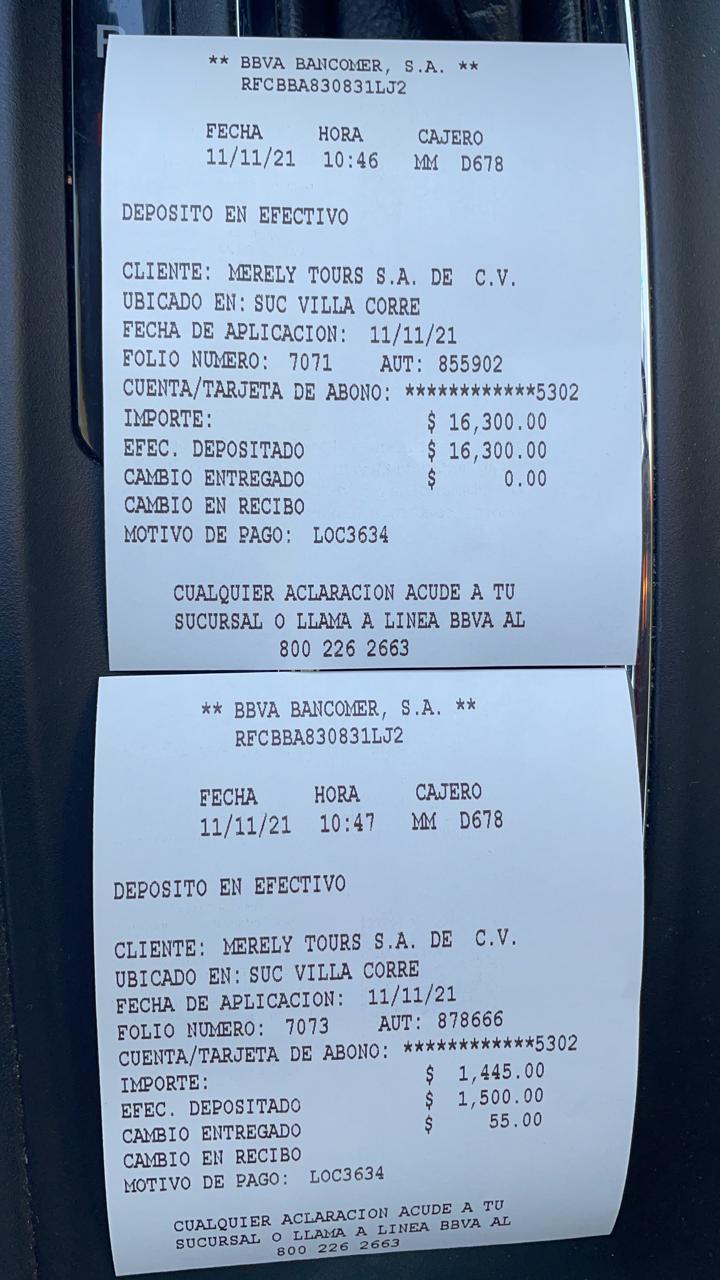 P
** BBVA BANCOMER, S.A. **
RFCBBA830831LJ2
FECHA HORA CAJERO
11/11/21 10:46 MM D678
DEPOSITO EN EFECTIVO
CLIENTE: MERELY TOURS S.A. DE C.V.
UBICADO EN: SUC VILLA CORRE
FECHA DE APLICACION: 11/11/21
FOLIO NUMERO: 7071 AUT: 855902
CUENTA/TARJETA DE ABONO: ************5302
IMPORTE: $ 16,300.00
EFEC. DEPOSITADO $ 16,300.00
CAMBIO ENTREGADO $ 0.00
CAMBIO EN RECIBO
MOTIVO DE PAGO: LOC3634
CUALQUIER ACLARACION ACUDE A TU
SUCURSAL O LLAMA A LINEA BBVA AL
800 226 2663
** BBVA BANCOMER, S.A. **
RFCBBA830831LJ2
FECHA HORA CAJERO
11/11/21 10:47 MM D678
DEPOSITO EN EFECTIVO
CLIENTE: MERELY TOURS S.A. DE C.V.
UBICADO EN: SUC VILLA CORRE
FECHA DE APLICACION: 11/11/21
FOLIO NUMERO: 7073 AUT: 878666
CUENTA/TARJETA DE ABONO: ************5302
IMPORTE: $ 1,445.00
EFEC. DEPOSITADO $ 1,500.00
CAMBIO ENTREGADO $ 55.00
CAMBIO EN RECIBO
MOTIVO DE PAGO: LOC3634
CUALQUIER ACLARACION ACUDE A TU
SUCURSAL O LLAMA A LINEA BBVA AL
800 226 2663